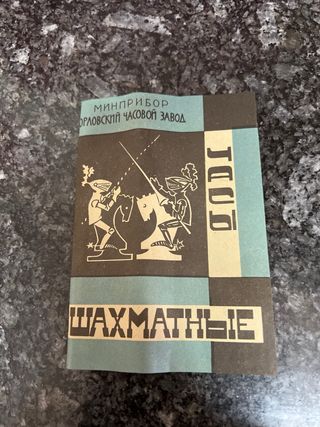 МИНПРИБОР
ОРЛОВСКИЙ ЧАСОВОЙ ЗАВОД
ЧАСЫ
ШАХМАТНЫЕ